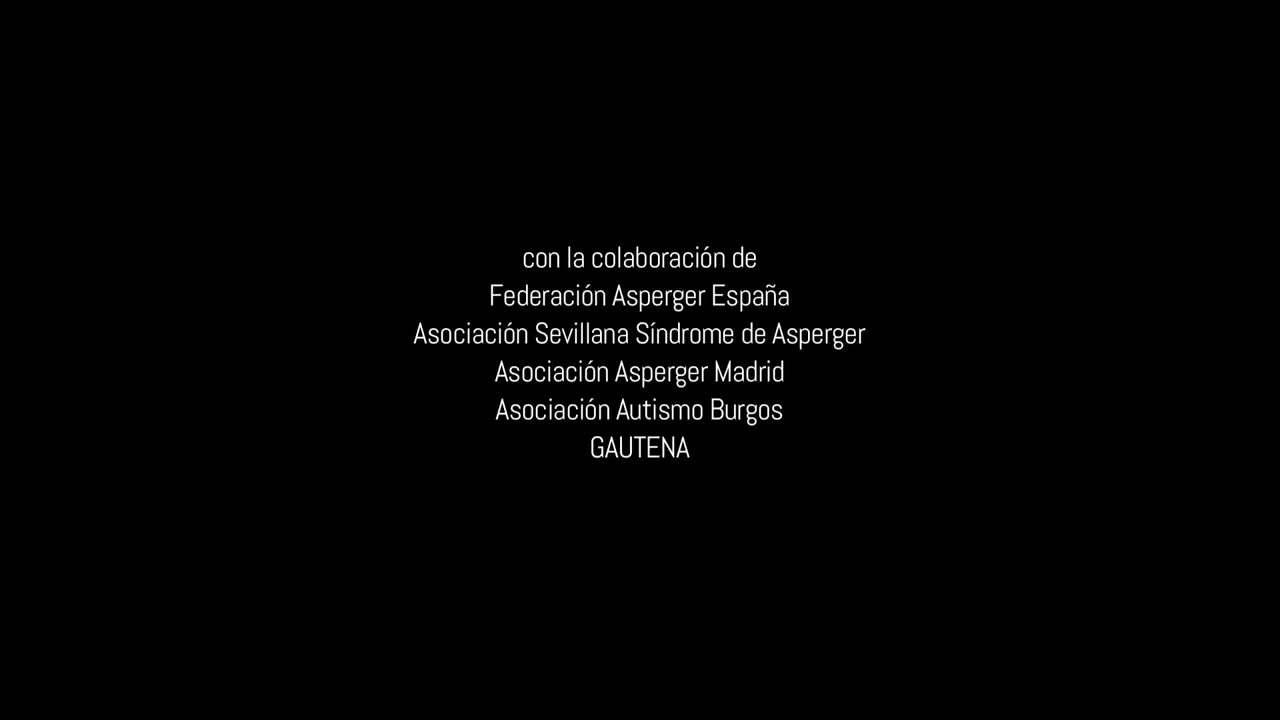 con la colaboración de
Federación Asperger España
Asociación Sevillana Síndrome de Asperger
Asociación Asperger Madrid
Asociación Autismo Burgos
GAUTENA